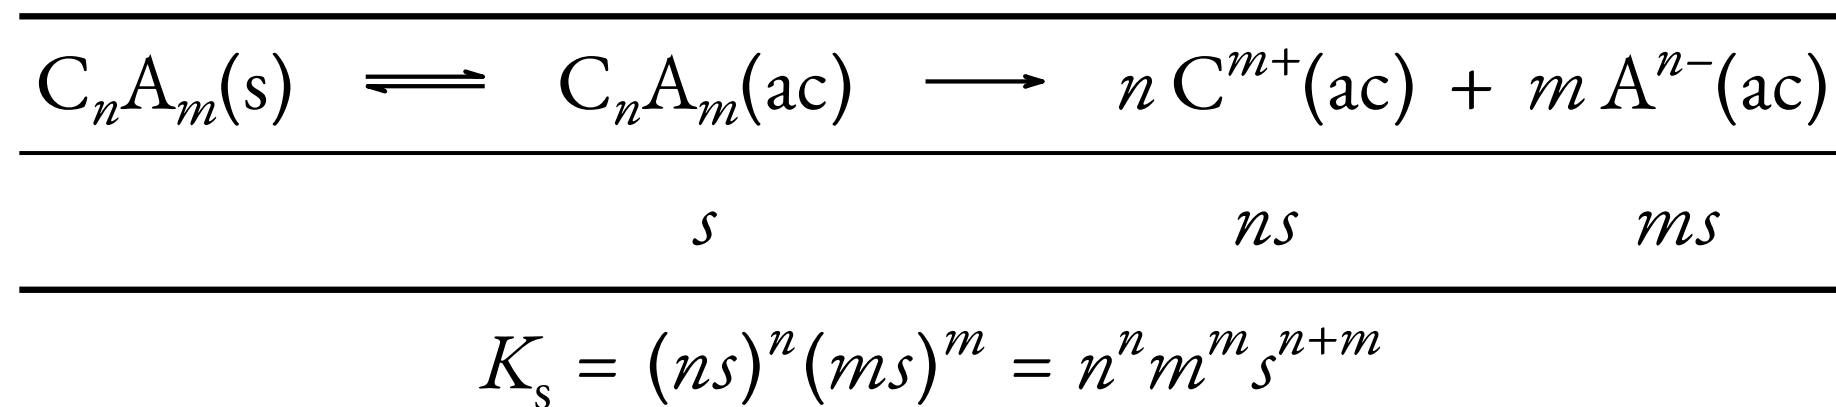 CₙAₘ(s) ⇌ CₙAₘ(ac) ⟶ n Cᵐ⁺(ac) + m Aⁿ⁻(ac)
s ns ms
Kₛ = (ns)ⁿ(ms)ᵐ = nⁿmᵐsⁿ⁺ᵐ